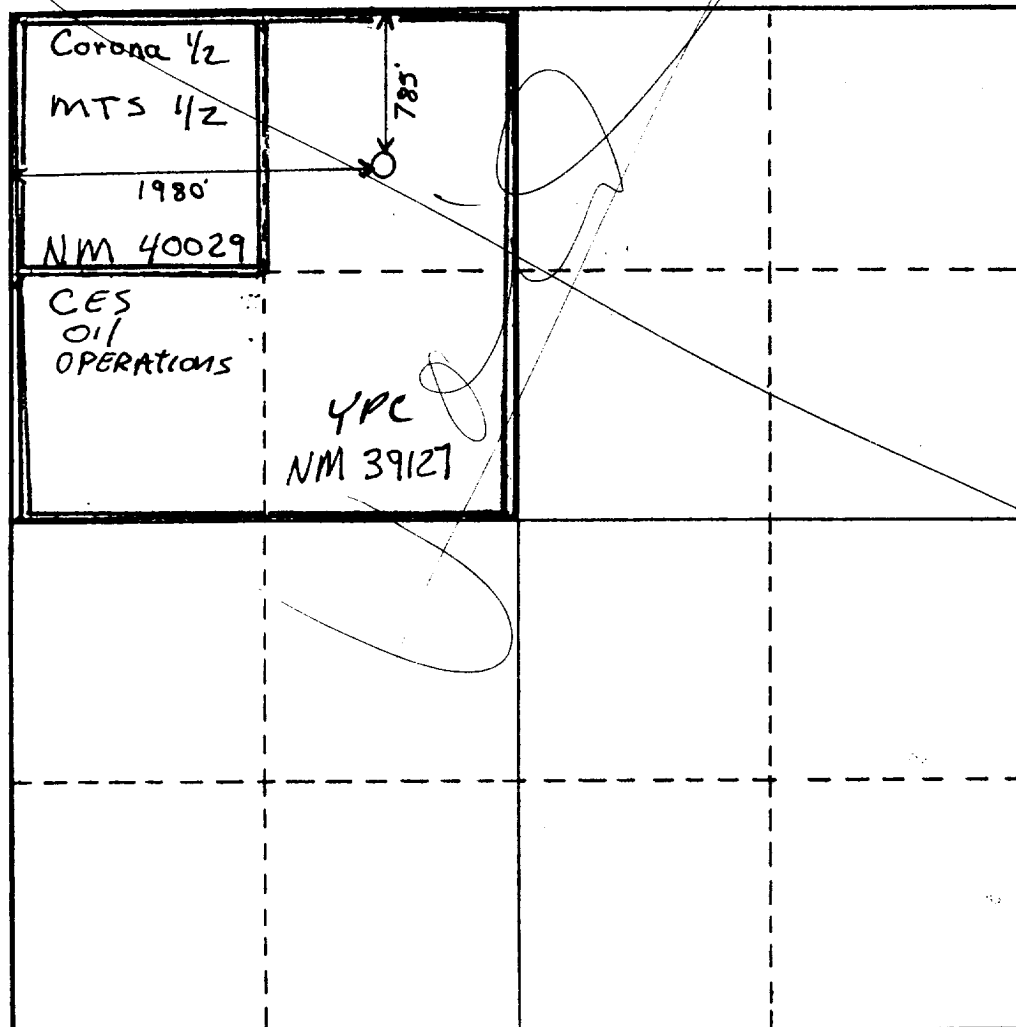 Corona 1/2
MTS 1/2
785'
1980'
NM 40029
CES
Oil
OPERATIONS
YPC
NM 39127